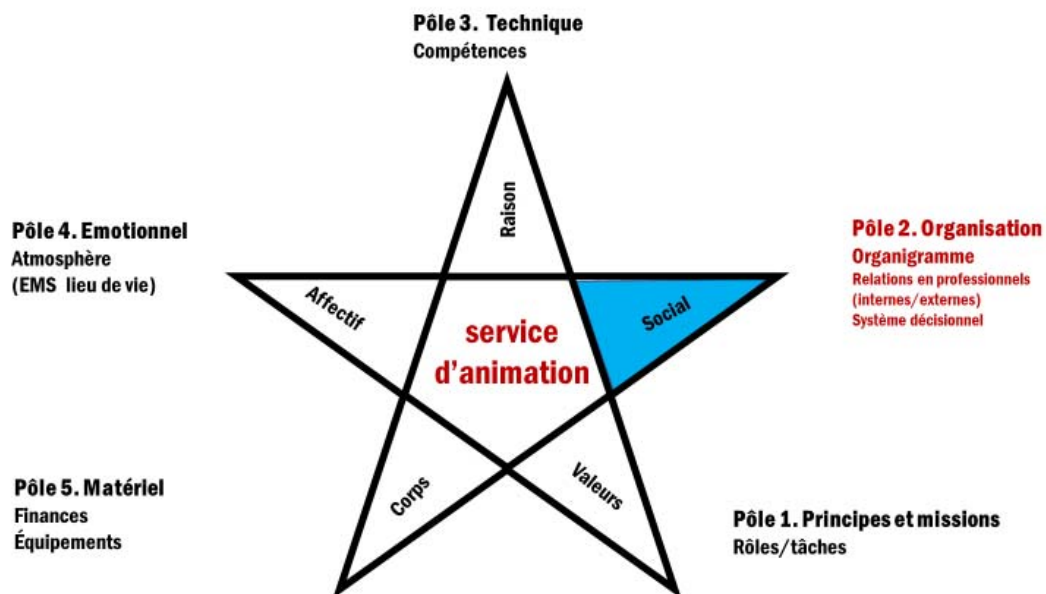 Pôle 3. Technique
Compétences
Raison
Pôle 4. Emotionnel
Atmosphère
(EMS lieu de vie)
Affectif
Pôle 2. Organisation
Organigramme
Relations en professionnels
(internes/externes)
Système décisionnel
Social
service
d'animation
Pôle 5. Matériel
Finances
Équipements
Corps
Valeurs
Pôle 1. Principes et missions
Rôles/tâches